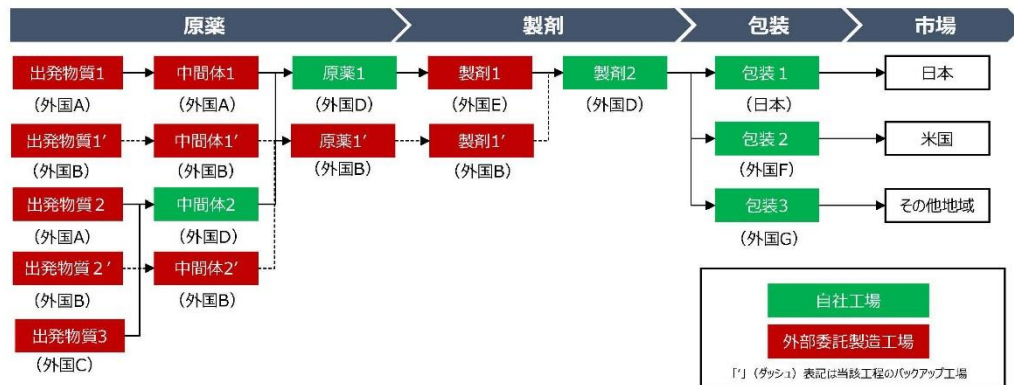 原薬
製剤
包装
市場
出発物質1
中間体1
原薬1
製剤1
製剤2
包装1
日本
(外国A)
(外国A)
(外国D)
(外国E)
(外国D)
(日本)
出発物質1′
中間体1′
原薬1′
製剤1′
包装2
米国
(外国B)
(外国B)
(外国B)
(外国B)
(外国F)
出発物質2
中間体2
包装3
その他地域
(外国A)
(外国D)
(外国G)
出発物質2′
中間体2′
(外国B)
(外国B)
出発物質3
(外国C)
自社工場
外部委託製造工場
「′」(ダッシュ)表記は当該工程のバックアップ工場